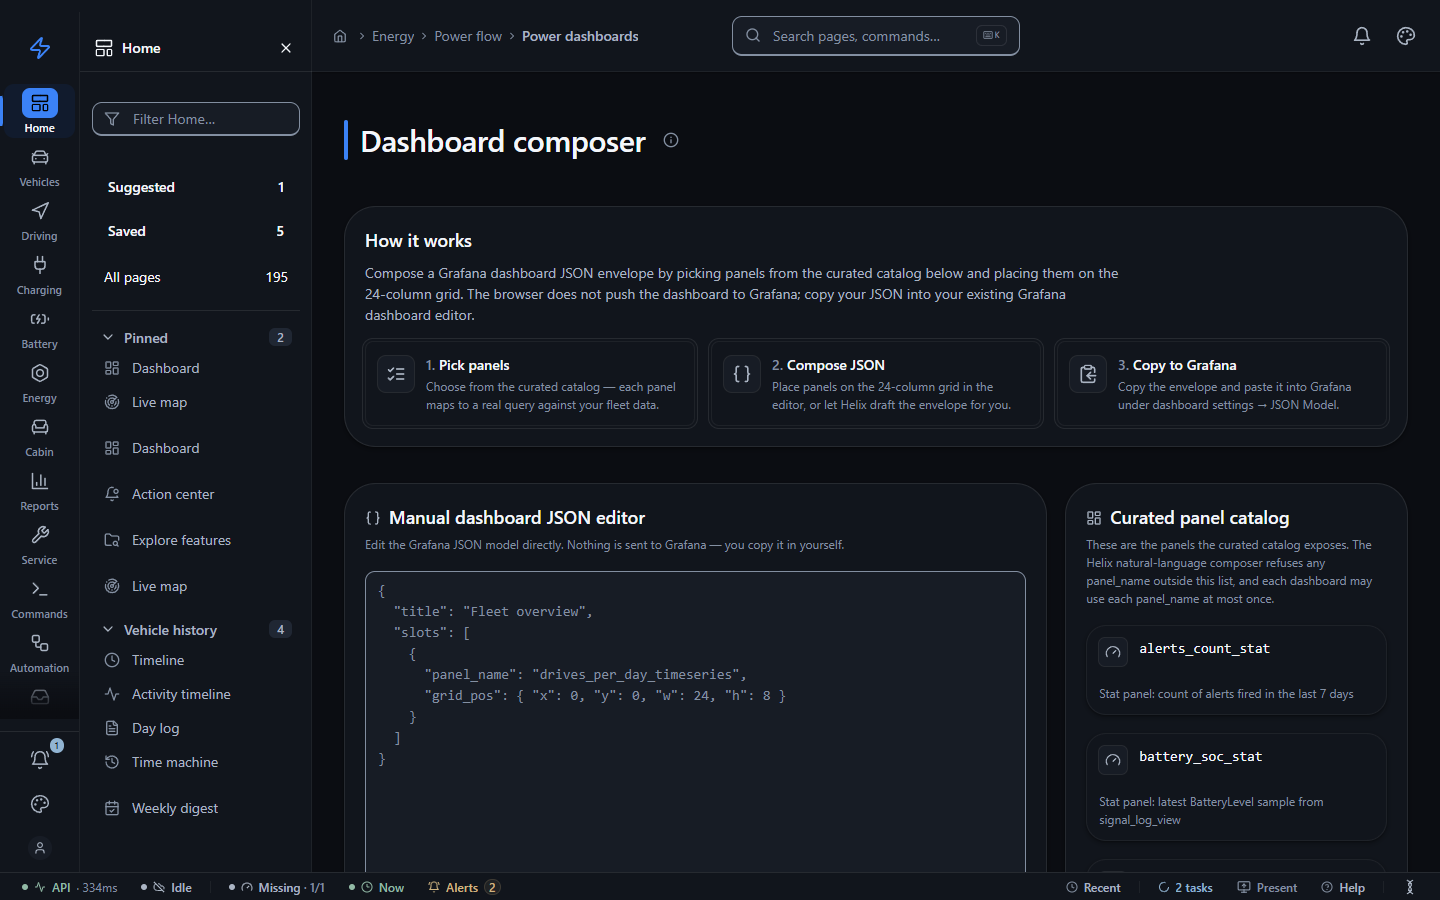 Home
Energy
Power flow
Power dashboards
Search pages, commands...
K
Home
Vehicles
Driving
Charging
Battery
Energy
Cabin
Reports
Service
Commands
Automation
1
Filter Home...
Suggested 1
Saved 5
All pages 195
Pinned 2
Dashboard
Live map
Dashboard
Action center
Explore features
Live map
Vehicle history 4
Timeline
Activity timeline
Day log
Time machine
Weekly digest
Dashboard composer
How it works
Compose a Grafana dashboard JSON envelope by picking panels from the curated catalog below and placing them on the
24-column grid. The browser does not push the dashboard to Grafana; copy your JSON into your existing Grafana
dashboard editor.
1. Pick panels
Choose from the curated catalog — each panel
maps to a real query against your fleet data.
2. Compose JSON
Place panels on the 24-column grid in the
editor, or let Helix draft the envelope for you.
3. Copy to Grafana
Copy the envelope and paste it into Grafana
under dashboard settings → JSON Model.
Manual dashboard JSON editor
Edit the Grafana JSON model directly. Nothing is sent to Grafana — you copy it in yourself.
{
"title": "Fleet overview",
"slots": [
{
"panel_name": "drives_per_day_timeseries",
"grid_pos": { "x": 0, "y": 0, "w": 24, "h": 8 }
}
]
}
Curated panel catalog
These are the panels the curated catalog exposes. The
Helix natural-language composer refuses any
panel_name outside this list, and each dashboard may
use each panel_name at most once.
alerts_count_stat
Stat panel: count of alerts fired in the last 7 days
battery_soc_stat
Stat panel: latest BatteryLevel sample from
signal_log_view
API · 334ms
Idle
Missing · 1/1
Now
Alerts 2
Recent
2 tasks
Present
Help